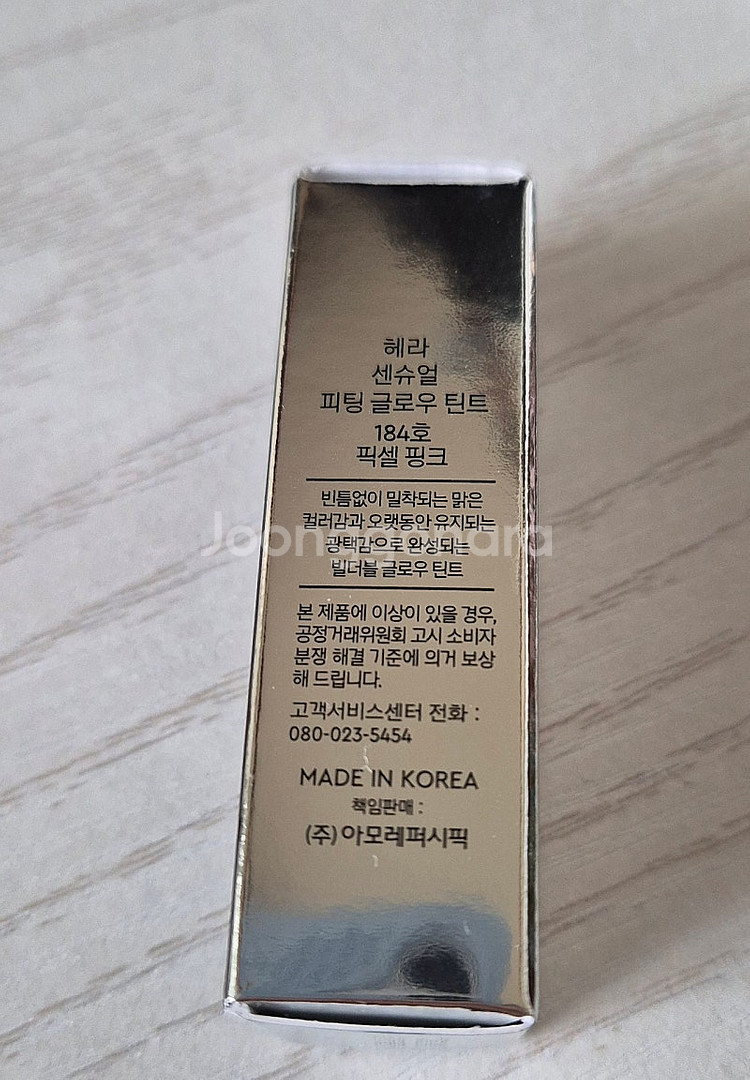 헤라
센슈얼
피팅 글로우 틴트
184호
픽셀 핑크
빈틈없이 밀착되는 맑은
컬러감과 오랫동안 유지되는
광택감으로 완성되는
빌더블 글로우 틴트
Joonggonara
본 제품에 이상이 있을 경우,
공정거래위원회 고시 소비자
분쟁 해결 기준에 의거 보상
해 드립니다.
고객서비스센터 전화 :
080-023-5454
MADE IN KOREA
책임판매 :
(주)아모레퍼시픽